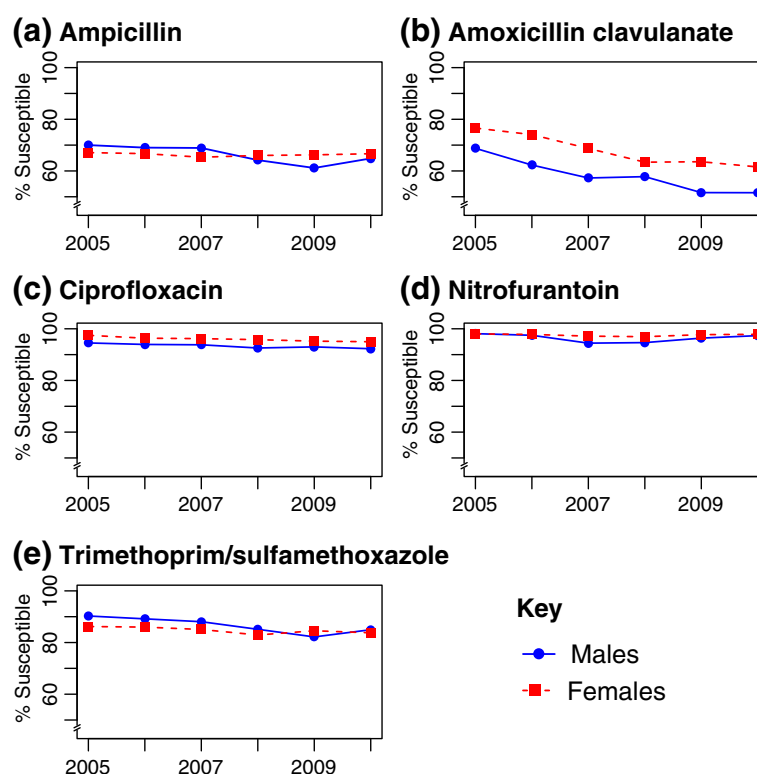 (a) Ampicillin
% Susceptible
100
80
60
2005 2007 2009
(b) Amoxicillin clavulanate
% Susceptible
100
80
60
2005 2007 2009
(c) Ciprofloxacin
% Susceptible
100
80
60
2005 2007 2009
(d) Nitrofurantoin
% Susceptible
100
80
60
2005 2007 2009
(e) Trimethoprim/sulfamethoxazole
% Susceptible
100
80
60
2005 2007 2009
Key
Males
Females